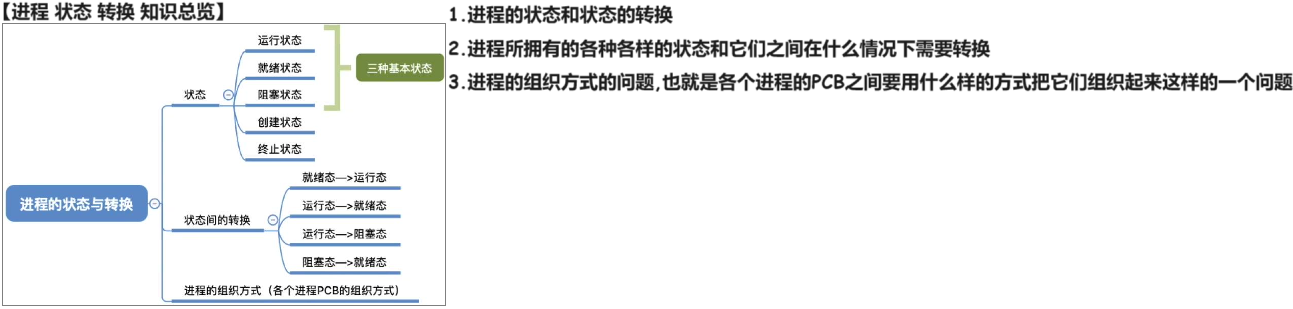 【进程 状态 转换 知识总览】
运行状态
就绪状态
三种基本状态
状态
阻塞状态
创建状态
终止状态
进程的状态与转换
就绪态—>运行态
运行态—>就绪态
状态间的转换
运行态—>阻塞态
阻塞态—>就绪态
进程的组织方式（各个进程PCB的组织方式）
1.进程的状态和状态的转换
2.进程所拥有的各种各样的状态和它们之间在什么情况下需要转换
3.进程的组织方式的问题,也就是各个进程的PCB之间要用什么样的方式把它们组织起来这样的一个问题